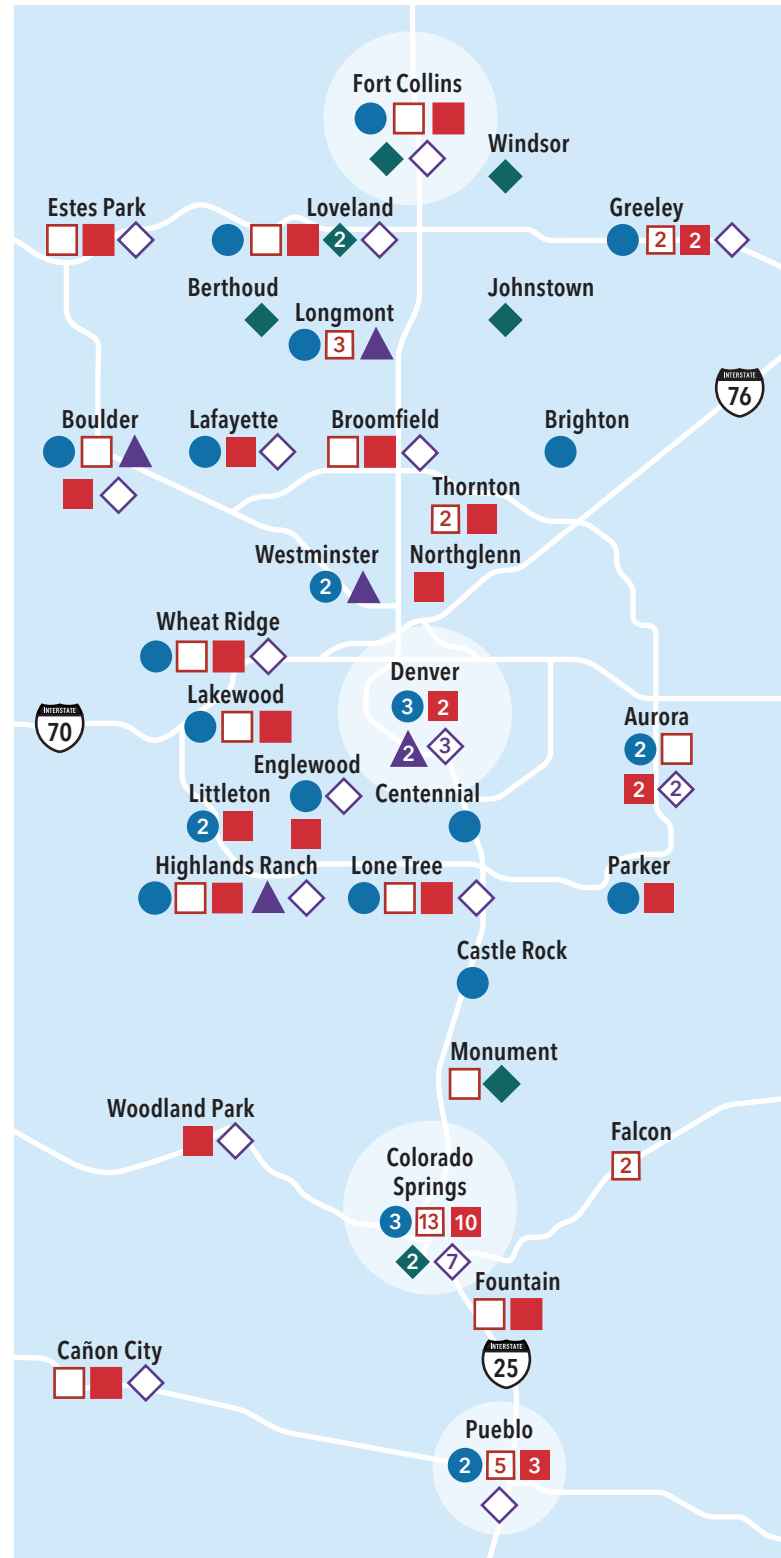 Fort Collins
Windsor
Estes Park
Loveland
Greeley
2
2
2
Berthoud
Johnstown
Longmont
3
INTERSTATE
76
Boulder
Lafayette
Broomfield
Brighton
Thornton
2
Westminster
Northglenn
2
Wheat Ridge
Denver
3
2
2
3
Lakewood
INTERSTATE
70
Aurora
2
2
2
Englewood
Littleton
Centennial
2
Highlands Ranch
Lone Tree
Parker
Castle Rock
Monument
Woodland Park
Falcon
2
Colorado
Springs
3
13
10
2
7
Fountain
Cañon City
INTERSTATE
25
Pueblo
2
5
3